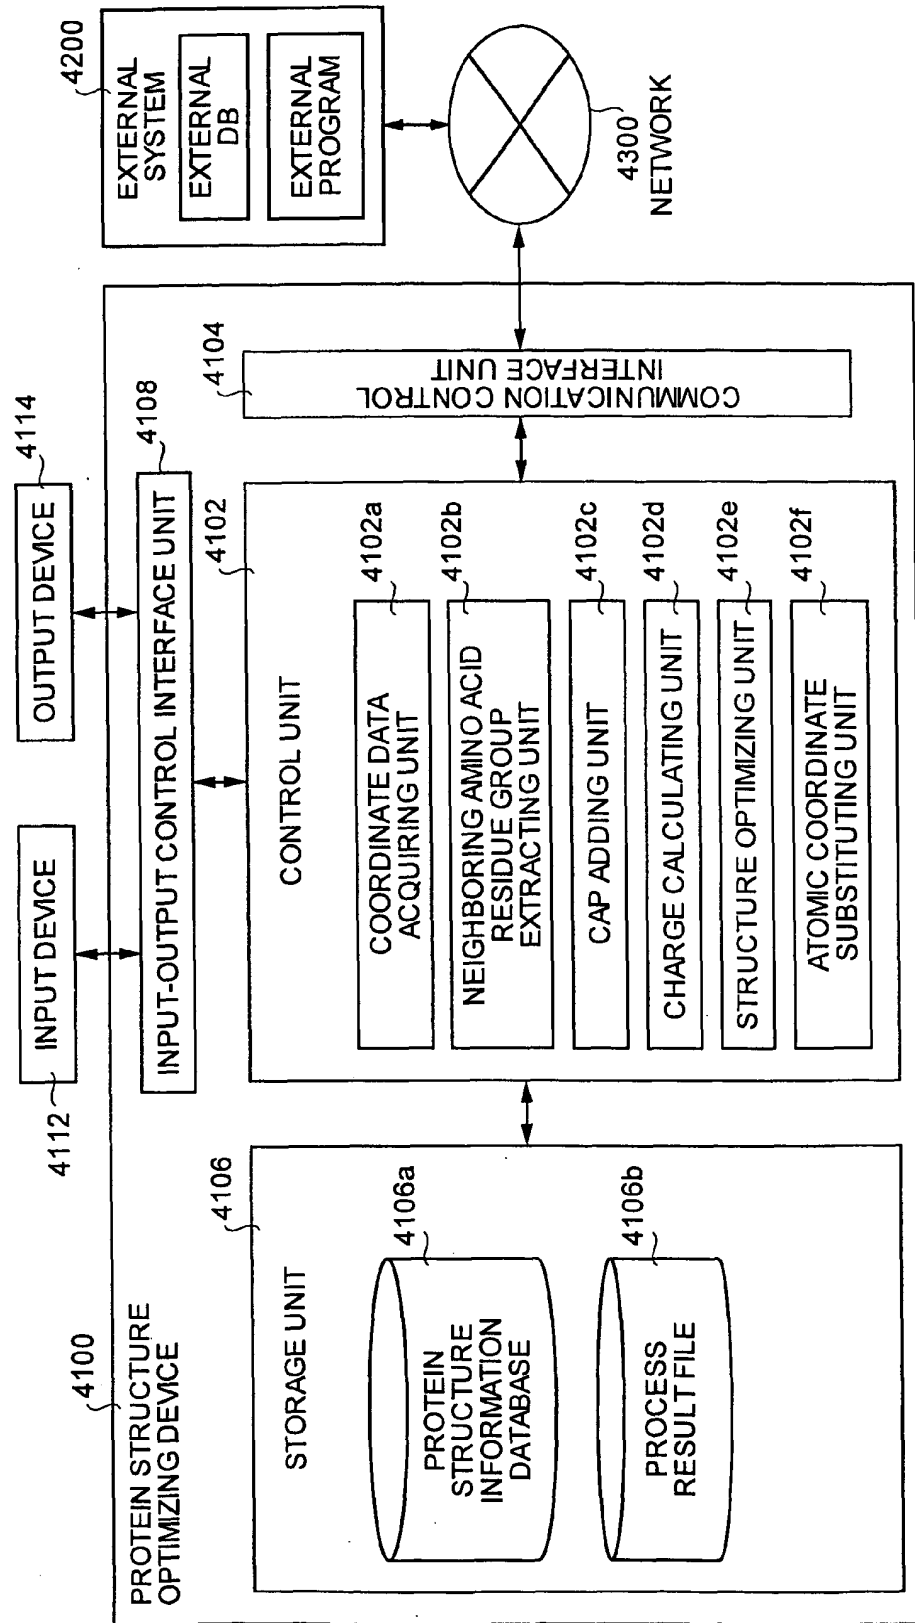 4100
PROTEIN STRUCTURE
OPTIMIZING DEVICE
4112
INPUT DEVICE
OUTPUT DEVICE
4114
INPUT-OUTPUT CONTROL INTERFACE UNIT
4108
4106
STORAGE UNIT
PROTEIN
STRUCTURE
INFORMATION
DATABASE
4106a
PROCESS
RESULT FILE
4106b
4102
CONTROL UNIT
COORDINATE DATA
ACQUIRING UNIT
4102a
NEIGHBORING AMINO ACID
RESIDUE GROUP
EXTRACTING UNIT
4102b
CAP ADDING UNIT
4102c
CHARGE CALCULATING UNIT
4102d
STRUCTURE OPTIMIZING UNIT
4102e
ATOMIC COORDINATE
SUBSTITUTING UNIT
4102f
4104
COMMUNICATION CONTROL
INTERFACE UNIT
4200
EXTERNAL
SYSTEM
EXTERNAL
DB
EXTERNAL
PROGRAM
4300
NETWORK